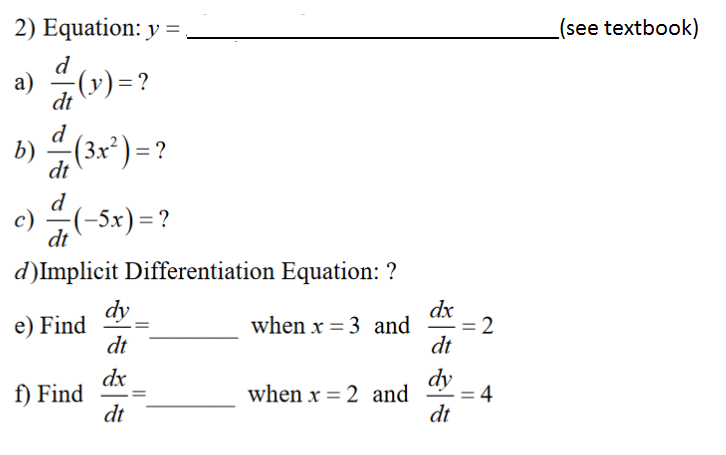 2) Equation: y = ____________________(see textbook)
a) d/dt (y) = ?
b) d/dt (3x²) = ?
c) d/dt (−5x) = ?
d)Implicit Differentiation Equation: ?
e) Find dy/dt = ________ when x = 3 and dx/dt = 2
f) Find dx/dt = ________ when x = 2 and dy/dt = 4